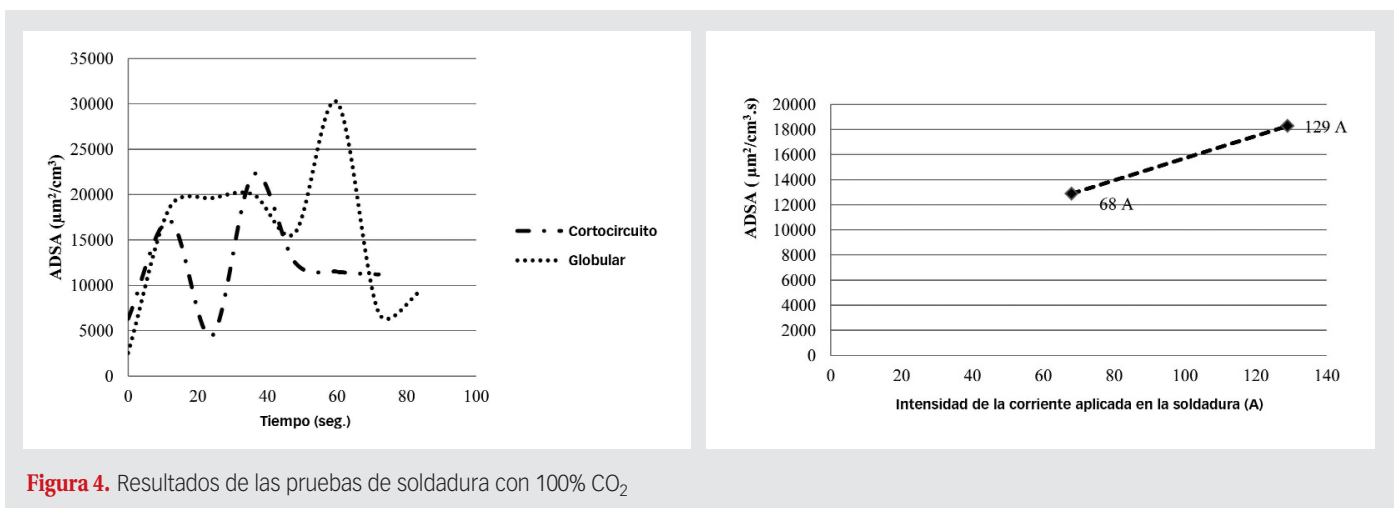 35000
30000
25000
20000
15000
10000
5000
0
ADSA (µm²/cm³)
0 20 40 60 80 100
Tiempo (seg.)
Cortocircuito
Globular
20000
18000
16000
14000
12000
10000
8000
6000
4000
2000
0
ADSA ( µm²/cm³.s)
129 A
68 A
0 20 40 60 80 100 120 140
Intensidad de la corriente aplicada en la soldadura (A)
Figura 4. Resultados de las pruebas de soldadura con 100% CO₂